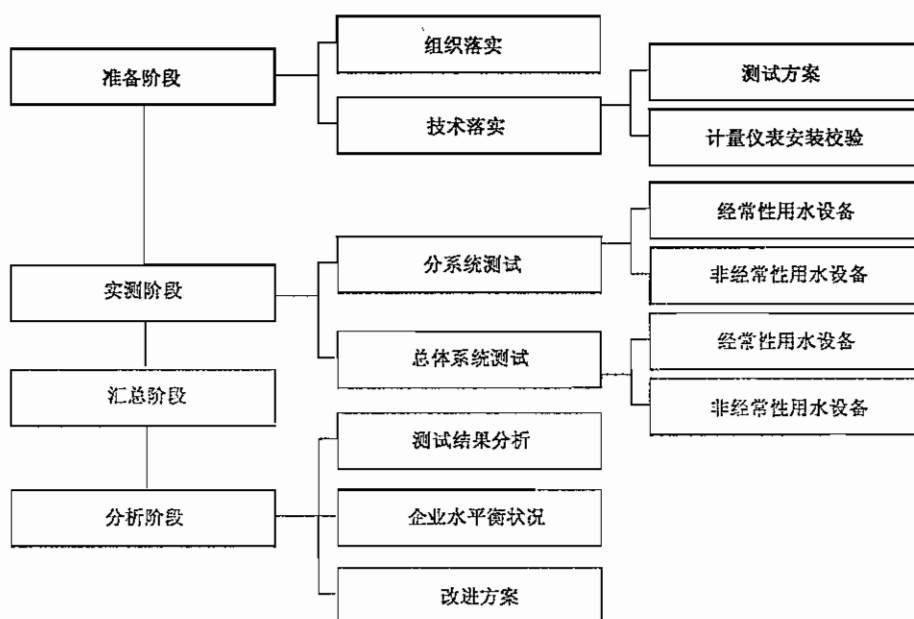 准备阶段
组织落实
技术落实
测试方案
计量仪表安装校验
实测阶段
分系统测试
经常性用水设备
非经常性用水设备
总体系统测试
经常性用水设备
非经常性用水设备
汇总阶段
分析阶段
测试结果分析
企业水平衡状况
改进方案